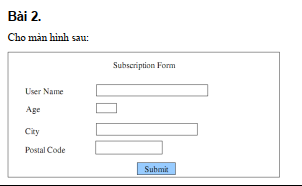 Bài 2.
Cho màn hình sau:
Subscription Form
User Name
Age
City
Postal Code
Submit